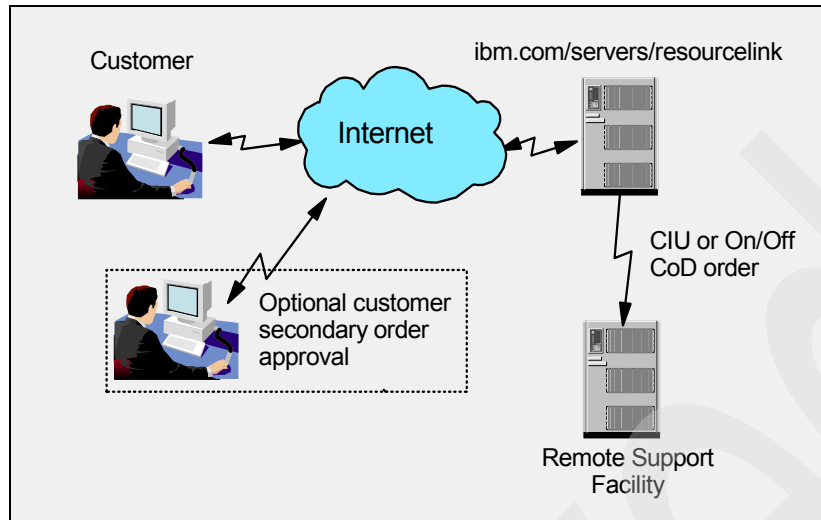 Customer
ibm.com/servers/resourcelink
Internet
CIU or On/Off
CoD order
Optional customer
secondary order
approval
Remote Support
Facility